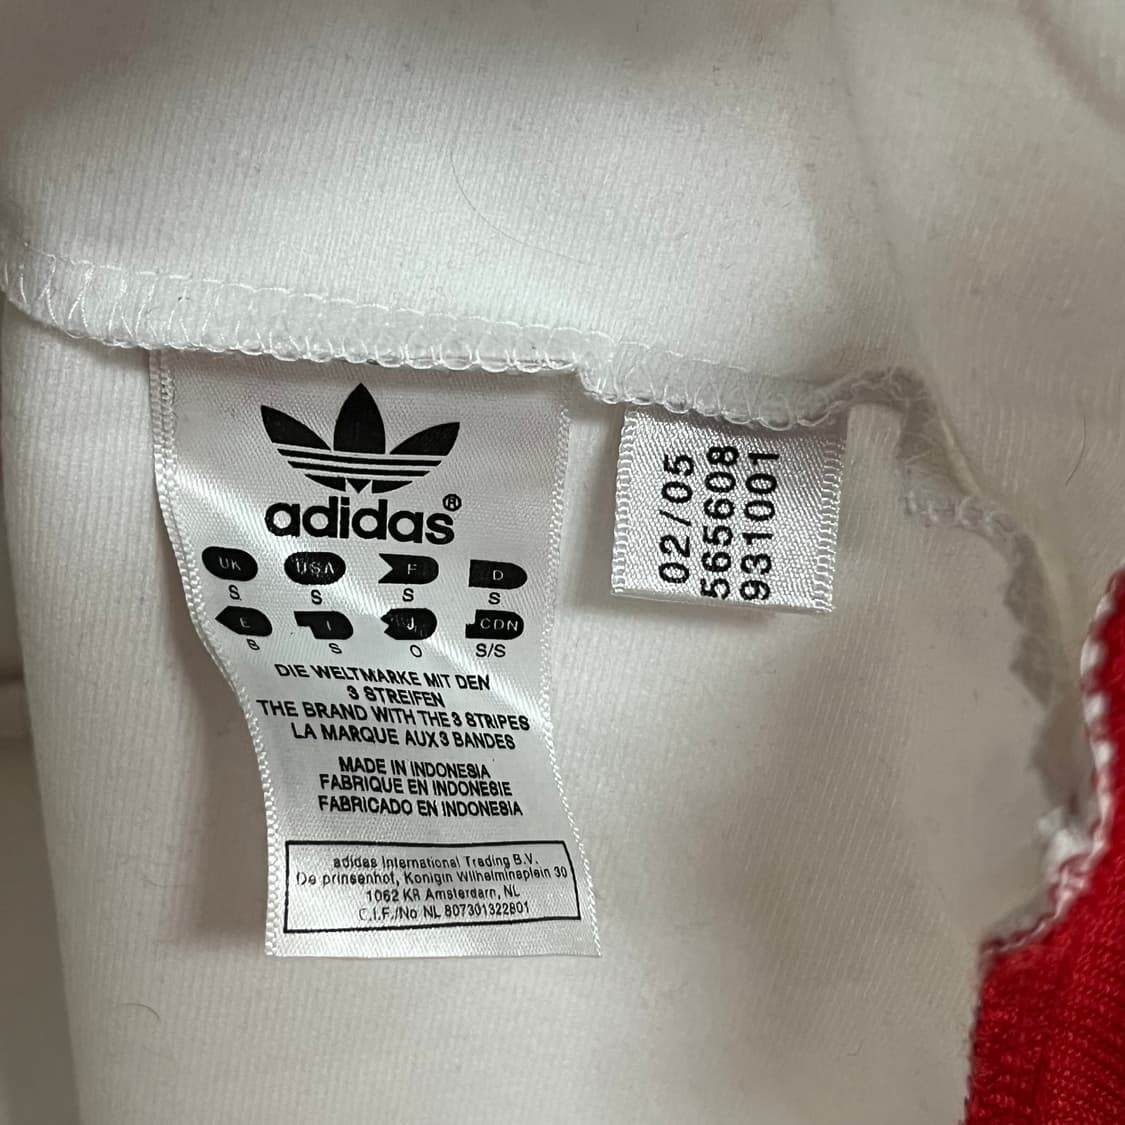 adidas®
UK USA F D
S S S S
E I J CDN
S S O S/S
DIE WELTMARKE MIT DEN
3 STREIFEN
THE BRAND WITH THE 3 STRIPES
LA MARQUE AUX 3 BANDES
MADE IN INDONESIA
FABRIQUE EN INDONESIE
FABRICADO EN INDONESIA
adidas International Trading B.V.
De prinsenhof, Konigin Wilhelminaplein 30
1062 KR Amsterdam, NL
C.I.F./No NL 807301322801
02/05
565608
931001